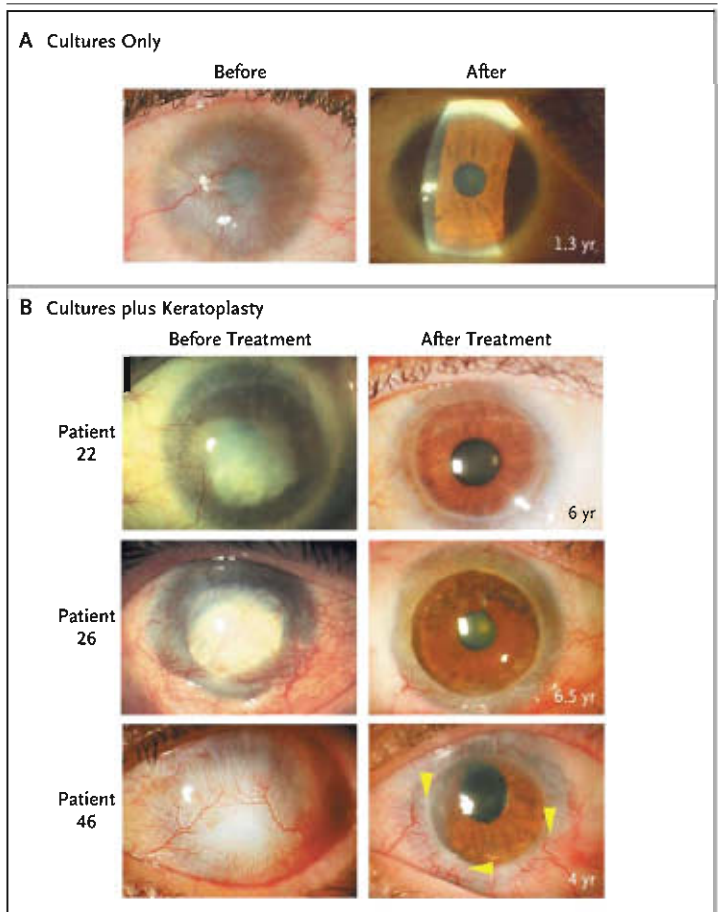 A Cultures Only
Before After
1.3 yr
B Cultures plus Keratoplasty
Before Treatment After Treatment
Patient
22
6 yr
Patient
26
6.5 yr
Patient
46
4 yr